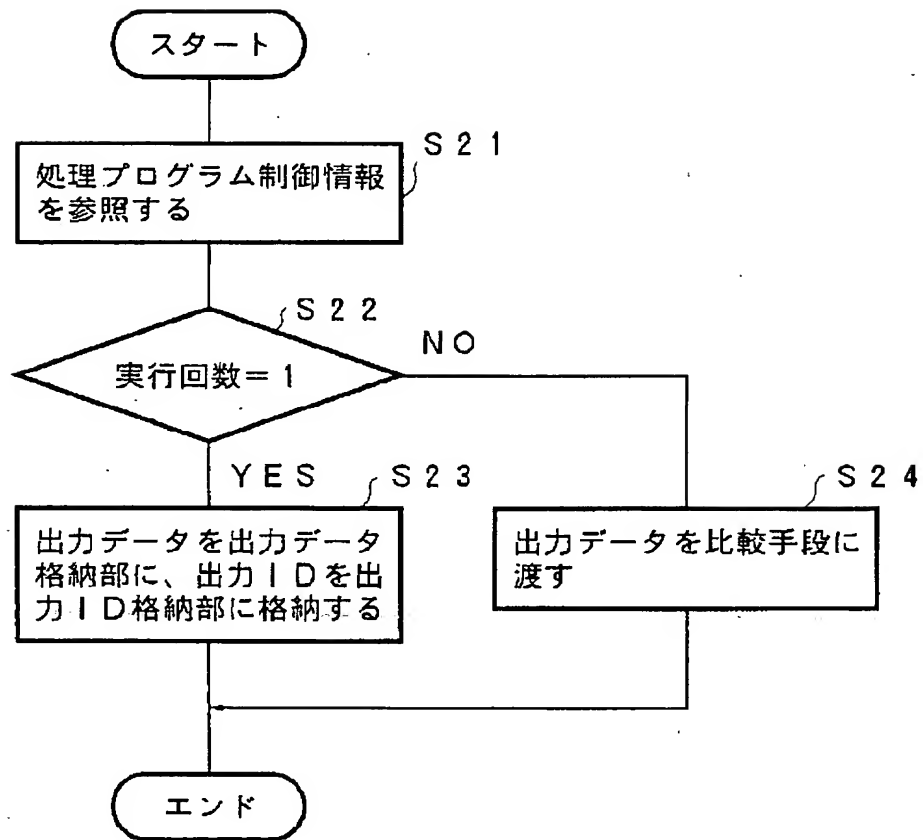 スタート
S21
処理プログラム制御情報
を参照する
S22
実行回数=1
NO
YES
S23
出力データを出力データ
格納部に、出力IDを出
力ID格納部に格納する
S24
出力データを比較手段に
渡す
エンド